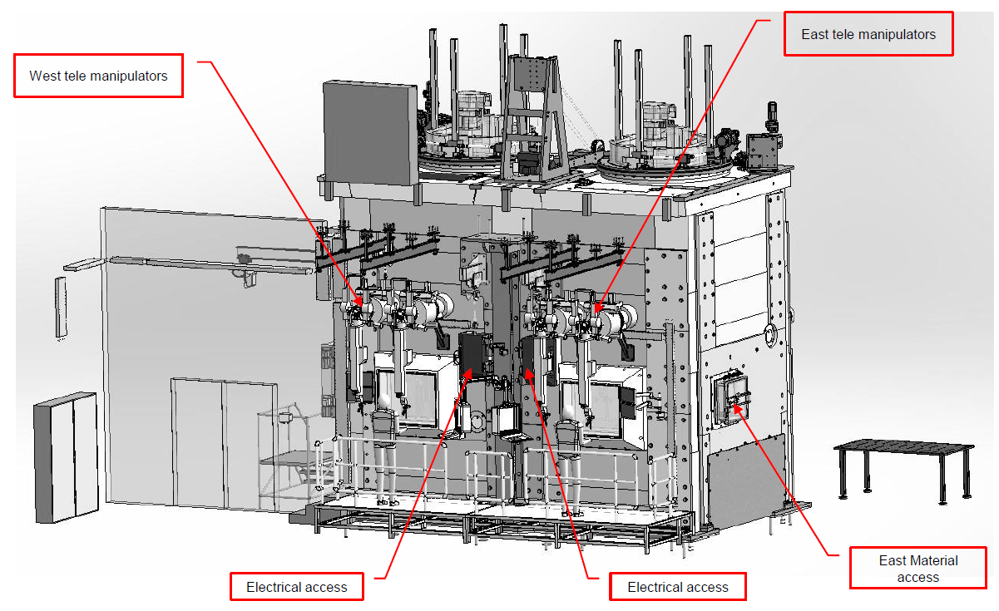 East tele manipulators
West tele manipulators
Electrical access
Electrical access
East Material
access